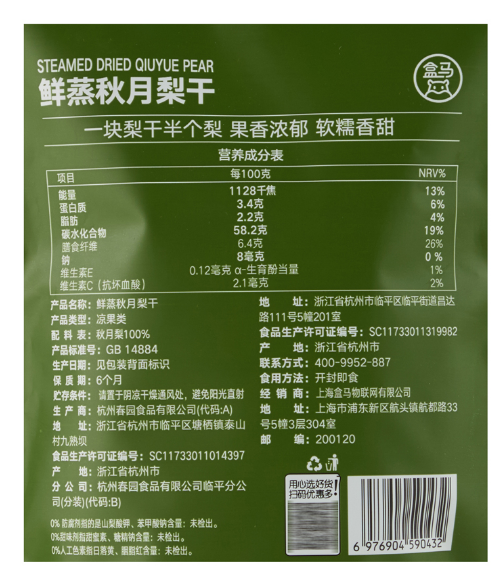 STEAMED DRIED QIUYUE PEAR
鲜蒸秋月梨干
盒马
一块梨干半个梨 果香浓郁 软糯香甜
营养成分表
项目 每100克 NRV%
能量 1128千焦 13%
蛋白质 3.4克 6%
脂肪 2.2克 4%
碳水化合物 58.2克 19%
膳食纤维 6.4克 26%
钠 8毫克 0 %
维生素E 0.12毫克 α-生育酚当量 1%
维生素C（抗坏血酸） 2.1毫克 2%
产品名称：鲜蒸秋月梨干
产品类型：凉果类
配 料 表：秋月梨100%
产品标准号：GB 14884
生产日期：见包装背面标识
保 质 期：6个月
贮存条件：请置于阴凉干燥通风处，避免阳光直射
生 产 商：杭州春园食品有限公司(代码:A)
地 址：浙江省杭州市临平区塘栖镇泰山
村九熟坝
食品生产许可证编号：SC11733011014397
产 地：浙江省杭州市
分 公 司：杭州春园食品有限公司临平分公
司(分装)(代码:B)
地 址：浙江省杭州市临平区临平街道昌达
路111号5幢201室
食品生产许可证编号：SC11733011319982
产 地：浙江省杭州市
联系方式：400-9952-887
食用方法：开封即食
经 销 商：上海盒马物联网有限公司
地 址：上海市浦东新区航头镇航都路33
号5幢3层304室
邮 编：200120
0% 防腐剂指的是山梨酸钾、苯甲酸钠含量：未检出。
0%甜味剂指甜蜜素、糖精钠含量：未检出。
0%人工色素指日落黄、胭脂红含量：未检出。
用心选好货!
扫码优惠多!
6 976904 590432